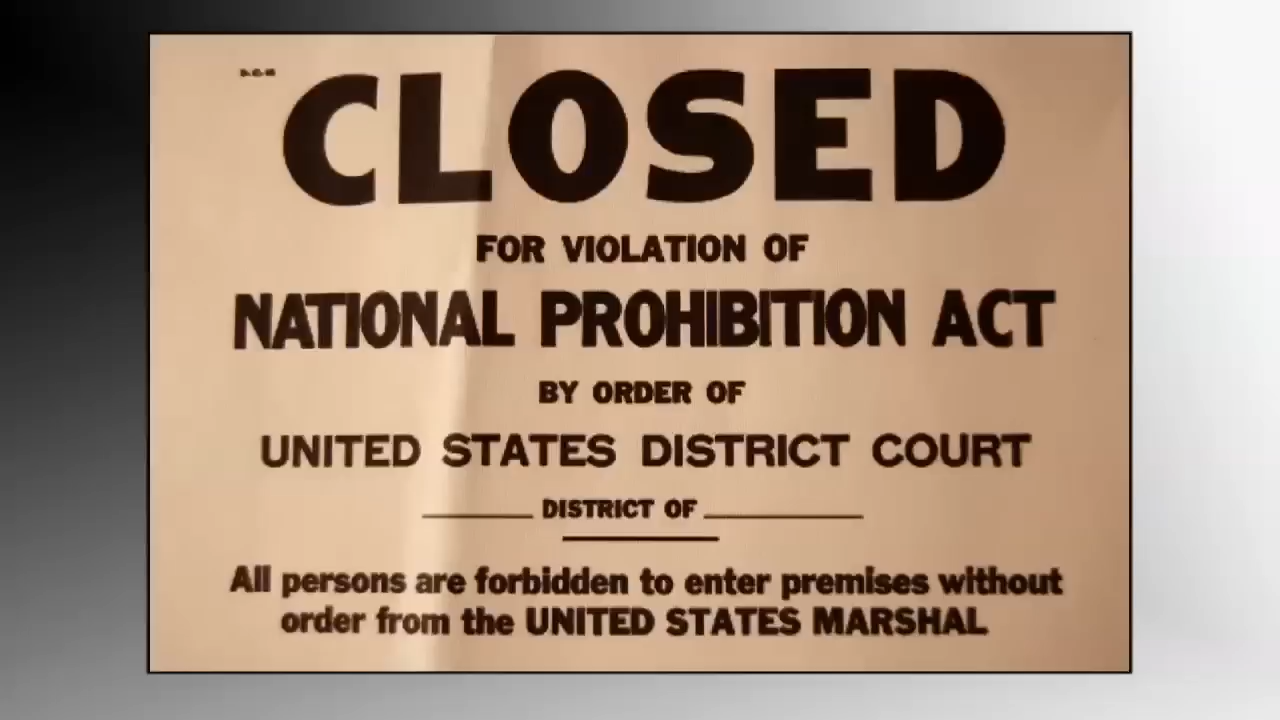 CLOSED
FOR VIOLATION OF
NATIONAL PROHIBITION ACT
BY ORDER OF
UNITED STATES DISTRICT COURT
DISTRICT OF
All persons are forbidden to enter premises without
order from the UNITED STATES MARSHAL